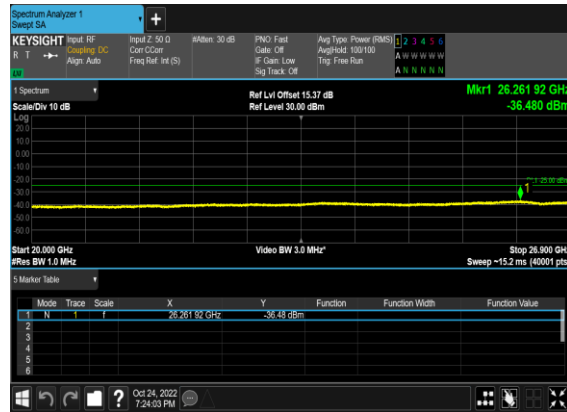 Spectrum Analyzer 1
Swept SA
+
KEYSIGHT Input: RF Input Z: 50 Ω #Atten: 30 dB PNO: Fast Avg Type: Power (RMS) 1 2 3 4 5 6
R T Coupling: DC Corr CCorr Gate: Off Avg|Hold: 100/100 A W W W W W
Align: Auto Freq Ref: Int (S) IF Gain: Low Trig: Free Run
Sig Track: Off A N N N N N
1 Spectrum Ref Lvl Offset 15.37 dB Mkr1 26.261 92 GHz
Scale/Div 10 dB Ref Level 30.00 dBm -36.480 dBm
Log
20.0
10.0
0.00
-10.0
-20.0
-30.0
-40.0
-50.0
-60.0
-25.00 dBm
1
Start 20.000 GHz Video BW 3.0 MHz* Stop 26.900 GHz
#Res BW 1.0 MHz Sweep ~15.2 ms (40001 pts)
5 Marker Table
Mode Trace Scale X Y Function Function Width Function Value
1 N 1 f 26.261 92 GHz -36.48 dBm
2
3
4
5
6
? Oct 24, 2022
7:24:03 PM